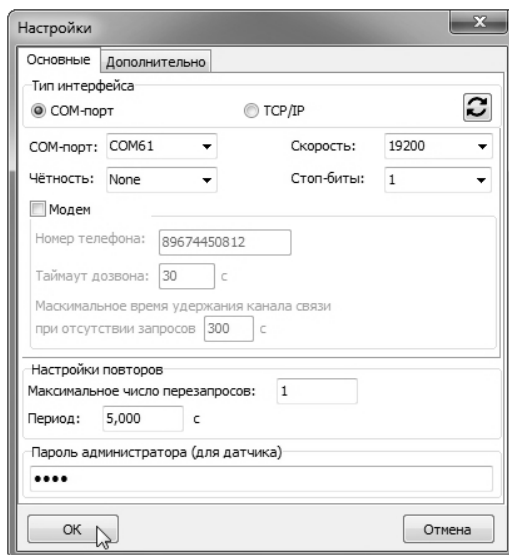 Настройки
Основные Дополнительно
Тип интерфейса
COM-порт TCP/IP
COM-порт: COM61 Скорость: 19200
Чётность: None Стоп-биты: 1
Модем
Номер телефона: 89674450812
Таймаут дозвона: 30 с
Маскимальное время удержания канала связи
при отсутствии запросов 300 с
Настройки повторов
Максимальное число перезапросов: 1
Период: 5,000 с
Пароль администратора (для датчика)
••••
OK Отмена